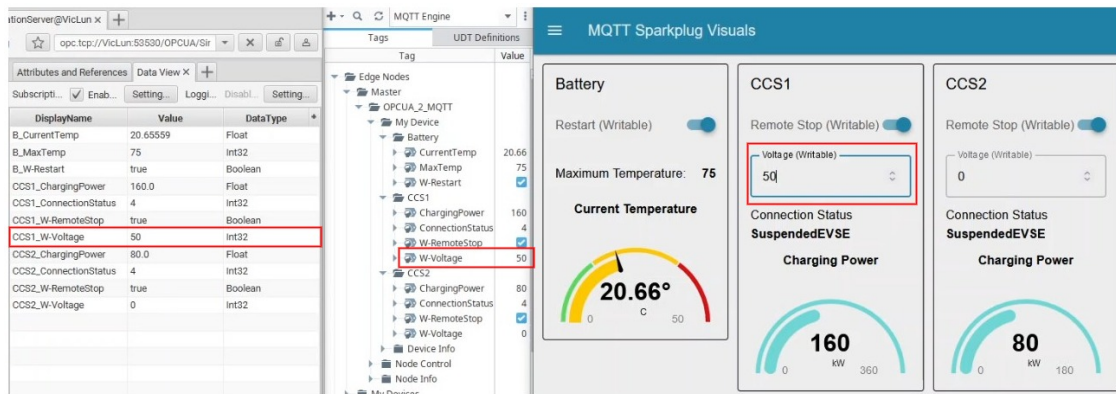 ationServer@VicLun ×
opc.tcp://VicLun:53530/OPCUA/Sir
Attributes and References Data View ×
Subscripti... Enab... Setting... Loggi... Disabl... Setting...
DisplayName Value DataType
B_CurrentTemp 20.65559 Float
B_MaxTemp 75 Int32
B_W-Restart true Boolean
CCS1_ChargingPower 160.0 Float
CCS1_ConnectionStatus 4 Int32
CCS1_W-RemoteStop true Boolean
CCS1_W-Voltage 50 Int32
CCS2_ChargingPower 80.0 Float
CCS2_ConnectionStatus 4 Int32
CCS2_W-RemoteStop true Boolean
CCS2_W-Voltage 0 Int32
MQTT Engine
Tags UDT Definitions
Tag Value
Edge Nodes
Master
OPCUA_2_MQTT
My Device
Battery
CurrentTemp 20.66
MaxTemp 75
W-Restart
CCS1
ChargingPower 160
ConnectionStatus 4
W-RemoteStop
W-Voltage 50
CCS2
ChargingPower 80
ConnectionStatus 4
W-RemoteStop
W-Voltage 0
Device Info
Node Control
Node Info
My Devices
MQTT Sparkplug Visuals
Battery
Restart (Writable)
Maximum Temperature: 75
Current Temperature
20.66°
C
0 50
CCS1
Remote Stop (Writable)
Voltage (Writable)
50
Connection Status
SuspendedEVSE
Charging Power
160
kW
0 360
CCS2
Remote Stop (Writable)
Voltage (Writable)
0
Connection Status
SuspendedEVSE
Charging Power
80
kW
0 180